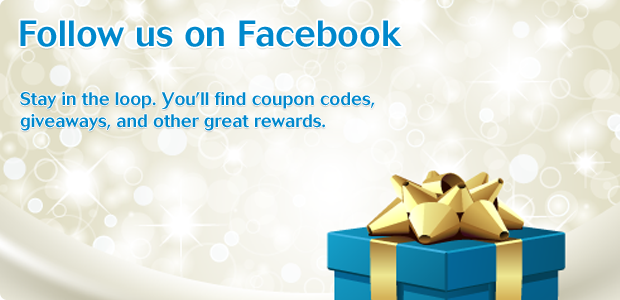 Follow us on Facebook
Stay in the loop. You'll find coupon codes,
giveaways, and other great rewards.